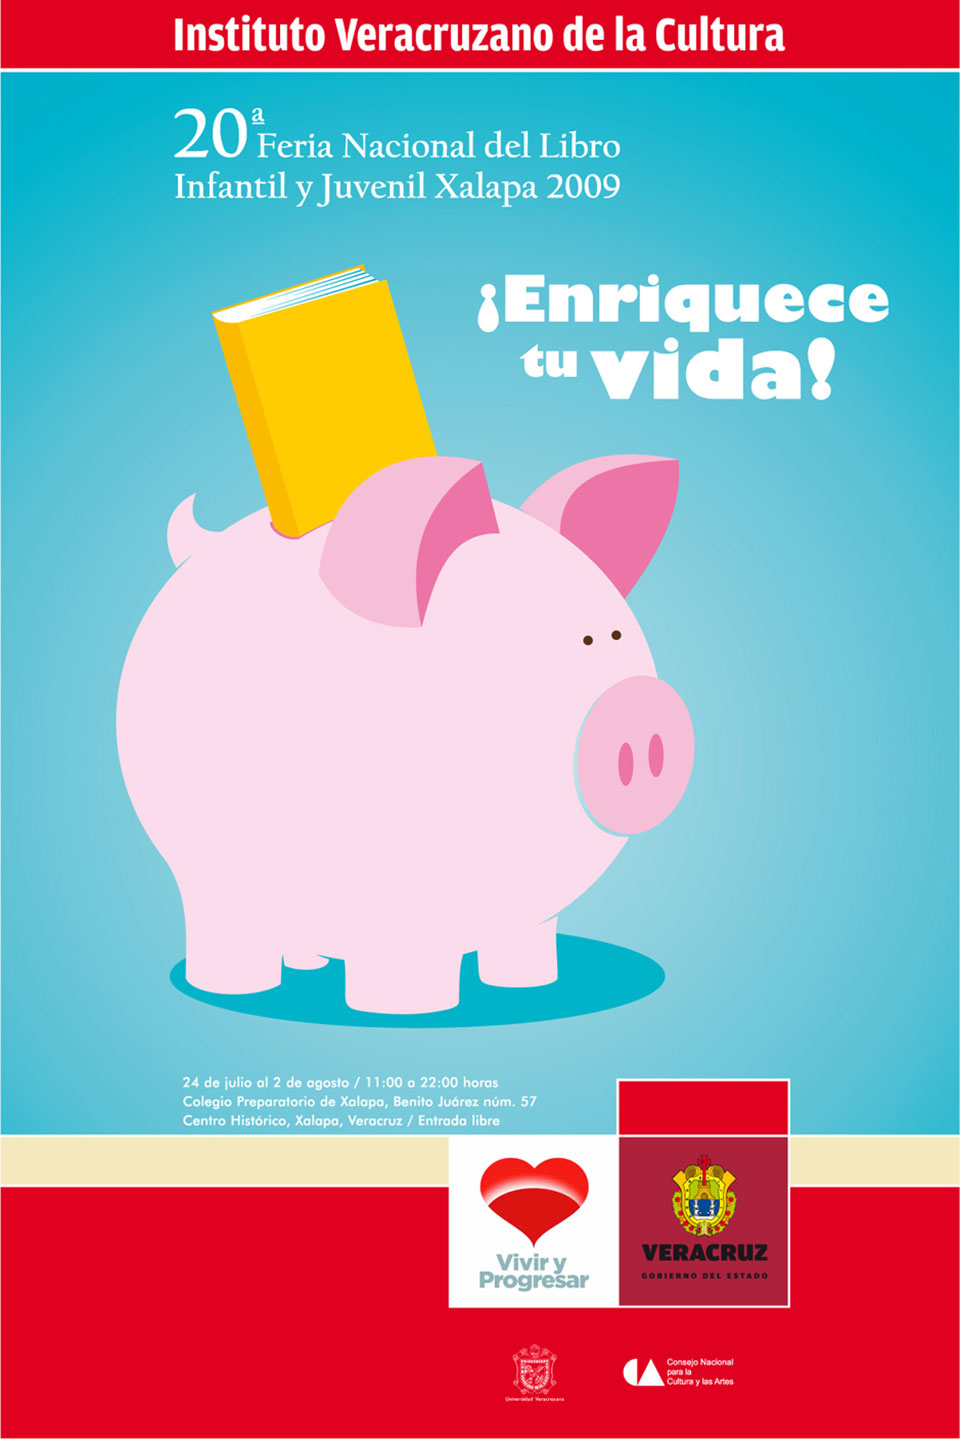 Instituto Veracruzano de la Cultura
20ª Feria Nacional del Libro
Infantil y Juvenil Xalapa 2009
¡Enriquece
tu vida!
24 de julio al 2 de agosto / 11:00 a 22:00 horas
Colegio Preparatorio de Xalapa, Benito Juárez núm. 57
Centro Histórico, Xalapa, Veracruz / Entrada libre
Vivir y
Progresar
VERACRUZ
GOBIERNO DEL ESTADO
Universidad Veracruzana
Consejo Nacional
para la
Cultura y las Artes